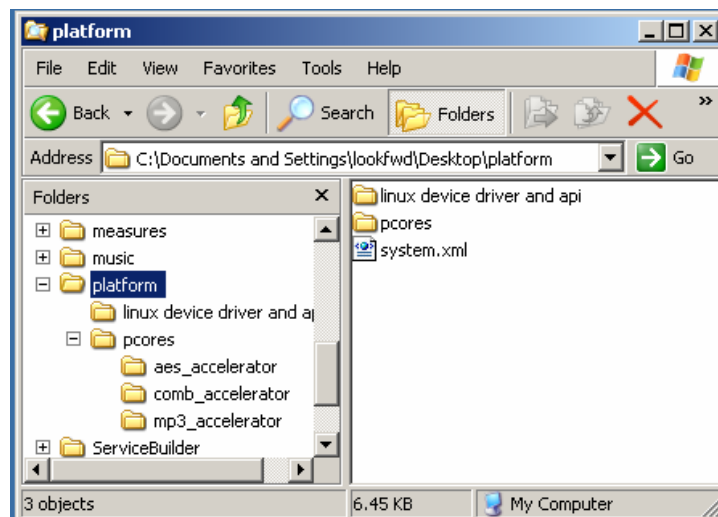 platform
File Edit View Favorites Tools Help
Back Search Folders »
Address C:\Documents and Settings\lookfwd\Desktop\platform Go
Folders
measures
music
platform
linux device driver and a
pcores
aes_accelerator
comb_accelerator
mp3_accelerator
ServiceBuilder
linux device driver and api
pcores
system.xml
3 objects 6.45 KB My Computer